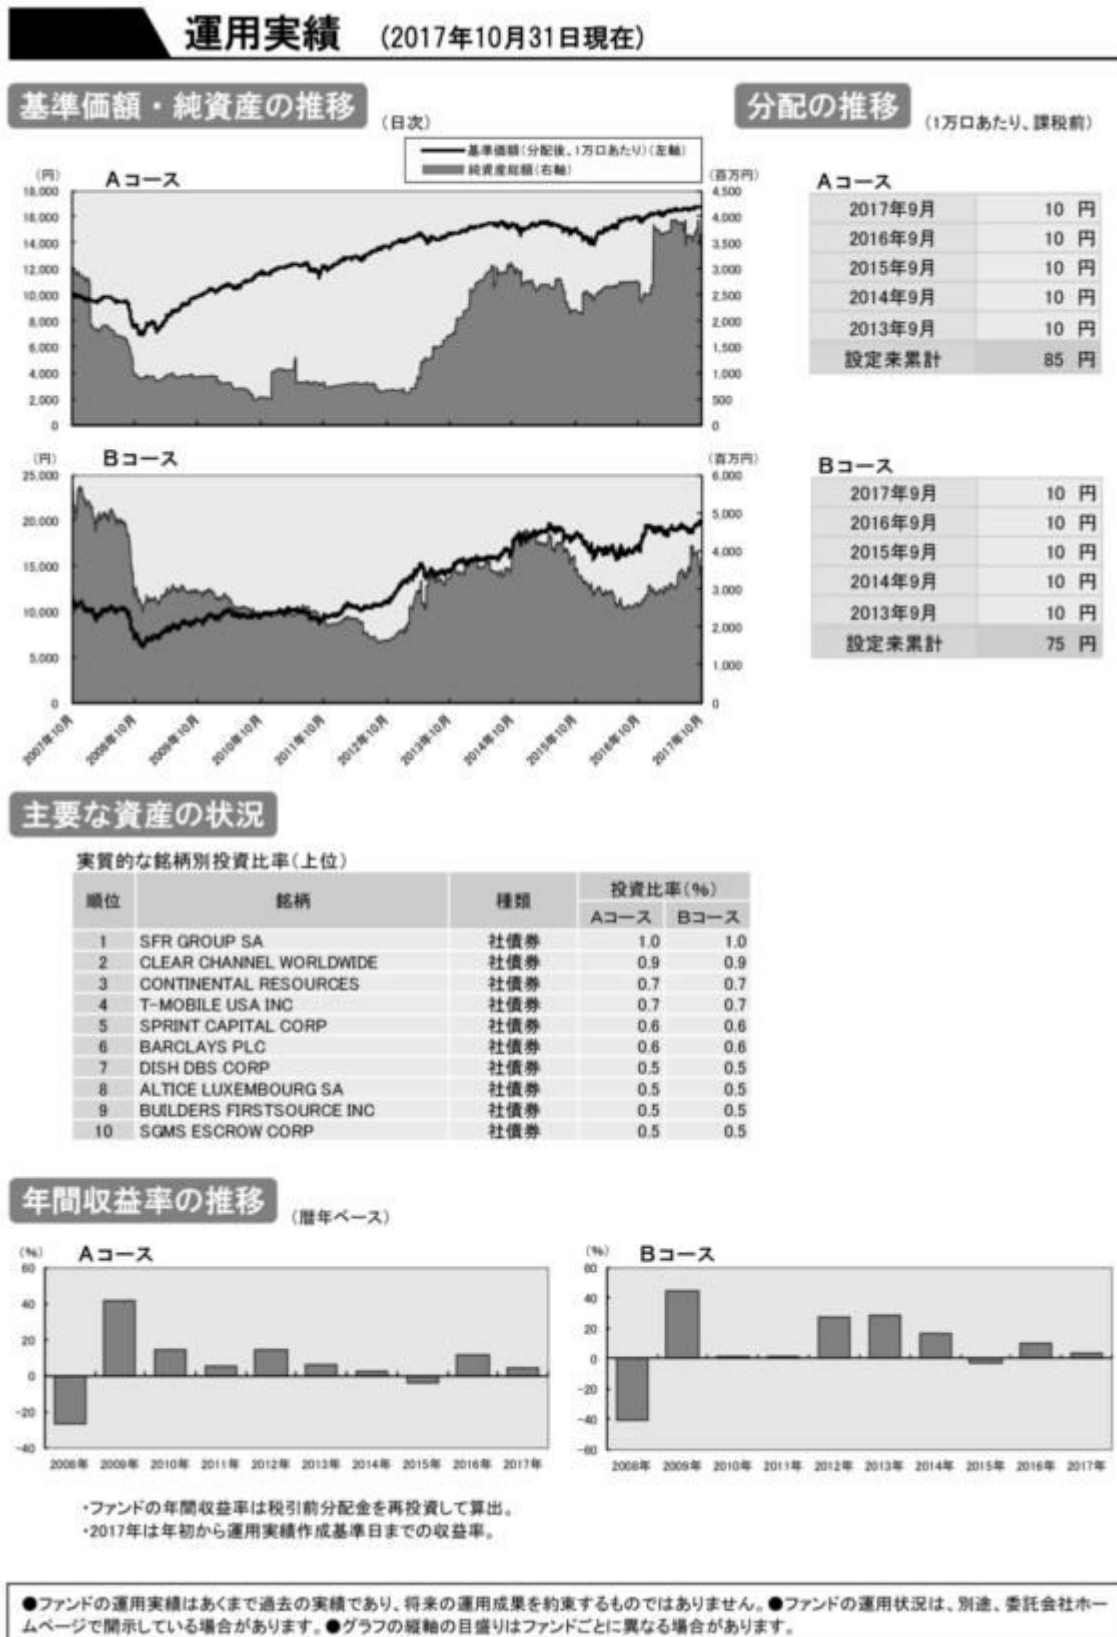 運用実績 (2017年10月31日現在)
基準価額・純資産の推移 (日次)
分配の推移 (1万口あたり、課税前)
基準価額(分配後、1万口あたり)(左軸)
純資産総額(右軸)
(円) Aコース (百万円)
18,000 4,500
16,000 4,000
14,000 3,500
12,000 3,000
10,000 2,500
8,000 2,000
6,000 1,500
4,000 1,000
2,000 500
0 0
Aコース
2017年9月 10 円
2016年9月 10 円
2015年9月 10 円
2014年9月 10 円
2013年9月 10 円
設定来累計 85 円
(円) Bコース (百万円)
25,000 6,000
20,000 5,000
15,000 4,000
10,000 3,000
5,000 2,000
0 1,000
0
2007年10月 2008年10月 2009年10月 2010年10月 2011年10月 2012年10月 2013年10月 2014年10月 2015年10月 2016年10月 2017年10月
Bコース
2017年9月 10 円
2016年9月 10 円
2015年9月 10 円
2014年9月 10 円
2013年9月 10 円
設定来累計 75 円
主要な資産の状況
実質的な銘柄別投資比率(上位)
順位 銘柄 種類 投資比率(%)
Aコース Bコース
1 SFR GROUP SA 社債券 1.0 1.0
2 CLEAR CHANNEL WORLDWIDE 社債券 0.9 0.9
3 CONTINENTAL RESOURCES 社債券 0.7 0.7
4 T-MOBILE USA INC 社債券 0.7 0.7
5 SPRINT CAPITAL CORP 社債券 0.6 0.6
6 BARCLAYS PLC 社債券 0.6 0.6
7 DISH DBS CORP 社債券 0.5 0.5
8 ALTICE LUXEMBOURG SA 社債券 0.5 0.5
9 BUILDERS FIRSTSOURCE INC 社債券 0.5 0.5
10 SGMS ESCROW CORP 社債券 0.5 0.5
年間収益率の推移 (暦年ベース)
(%) Aコース
60
40
20
0
-20
-40
2008年 2009年 2010年 2011年 2012年 2013年 2014年 2015年 2016年 2017年
(%) Bコース
60
40
20
0
-20
-40
-60
2008年 2009年 2010年 2011年 2012年 2013年 2014年 2015年 2016年 2017年
・ファンドの年間収益率は税引前分配金を再投資して算出。
・2017年は年初から運用実績作成基準日までの収益率。
●ファンドの運用実績はあくまで過去の実績であり、将来の運用成果を約束するものではありません。●ファンドの運用状況は、別途、委託会社ホー
ムページで開示している場合があります。●グラフの縦軸の目盛りはファンドごとに異なる場合があります。